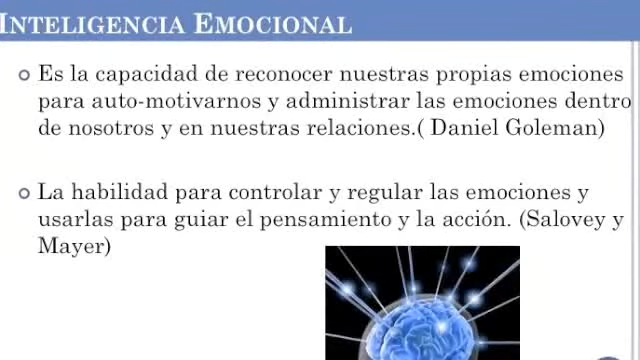 INTELIGENCIA EMOCIONAL
Es la capacidad de reconocer nuestras propias emociones
para auto-motivarnos y administrar las emociones dentro
de nosotros y en nuestras relaciones.( Daniel Goleman)
La habilidad para controlar y regular las emociones y
usarlas para guiar el pensamiento y la acción. (Salovey y
Mayer)